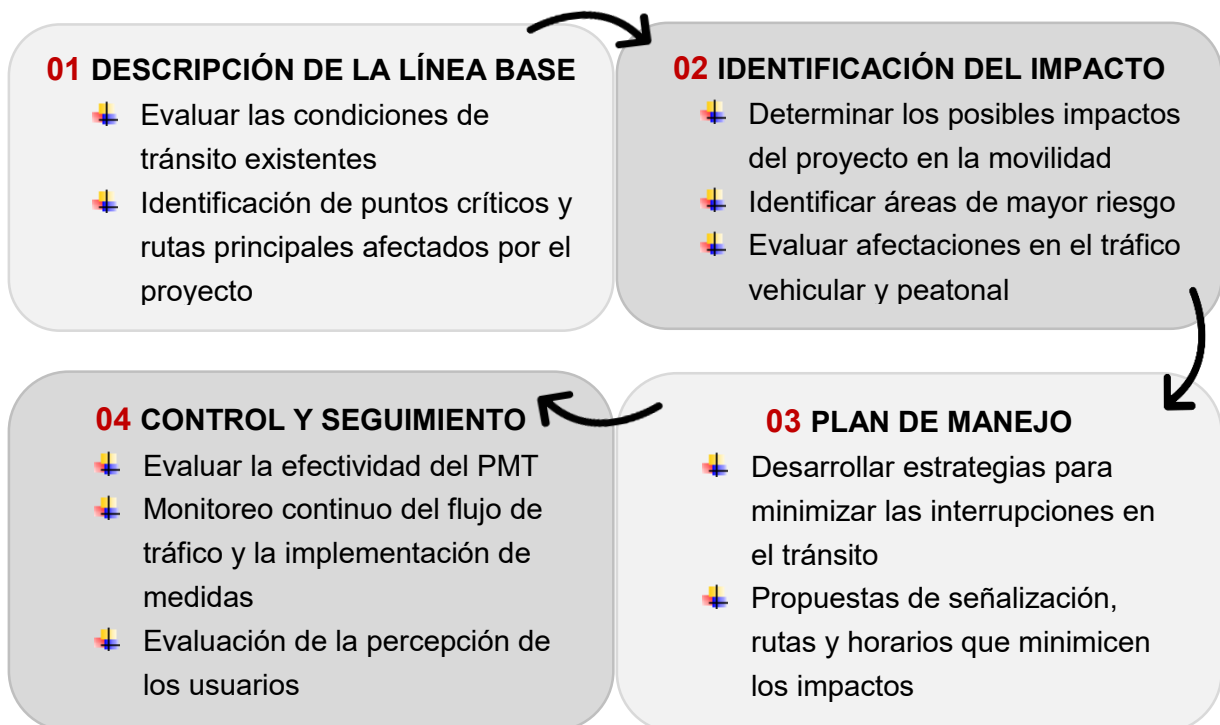 01 DESCRIPCIÓN DE LA LÍNEA BASE
Evaluar las condiciones de
tránsito existentes
Identificación de puntos críticos y
rutas principales afectados por el
proyecto
02 IDENTIFICACIÓN DEL IMPACTO
Determinar los posibles impactos
del proyecto en la movilidad
Identificar áreas de mayor riesgo
Evaluar afectaciones en el tráfico
vehicular y peatonal
03 PLAN DE MANEJO
Desarrollar estrategias para
minimizar las interrupciones en
el tránsito
Propuestas de señalización,
rutas y horarios que minimicen
los impactos
04 CONTROL Y SEGUIMIENTO
Evaluar la efectividad del PMT
Monitoreo continuo del flujo de
tráfico y la implementación de
medidas
Evaluación de la percepción de
los usuarios